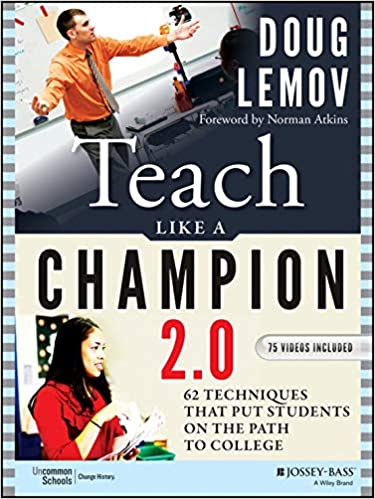 DOUG
LEMOV
Foreword by Norman Atkins
Teach
LIKE A
CHAMPION
2.0
75 VIDEOS INCLUDED
62 TECHNIQUES
THAT PUT STUDENTS
ON THE PATH
TO COLLEGE
Uncommon
Schools
Change History.
JOSSEY-BASS™
A Wiley Brand